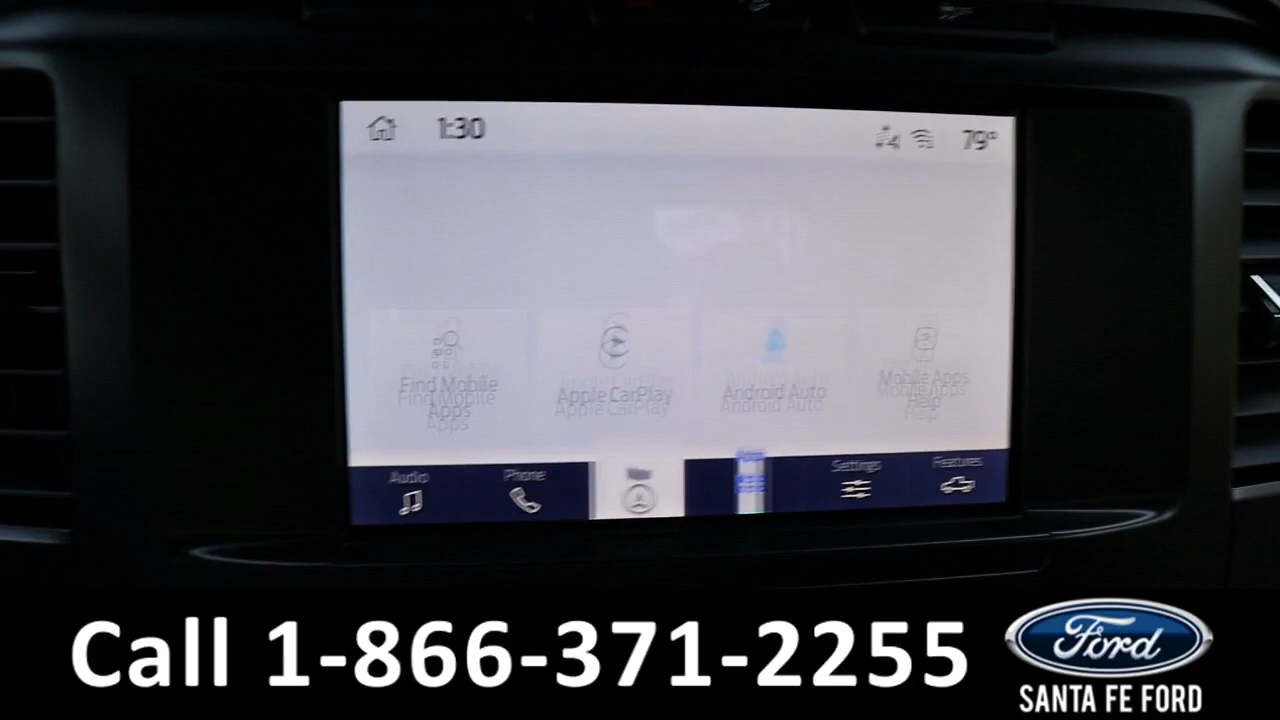 1:30
79°
Find Mobile
Apps
Apple CarPlay
Android Auto
Mobile Apps
Help
Audio
Phone
Settings
Features
Call 1-866-371-2255
Ford
SANTA FE FORD